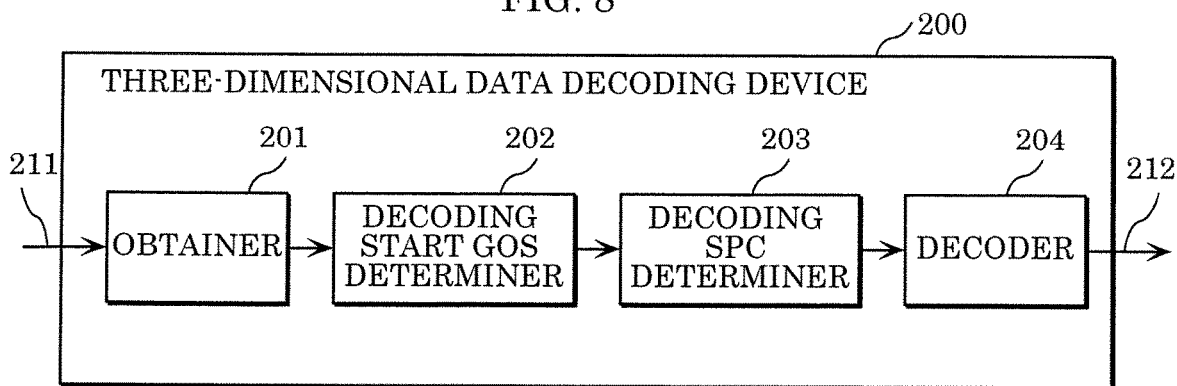 FIG. 8
200
THREE-DIMENSIONAL DATA DECODING DEVICE
201
202
203
204
211
212
OBTAINER
DECODING
START GOS
DETERMINER
DECODING
SPC
DETERMINER
DECODER